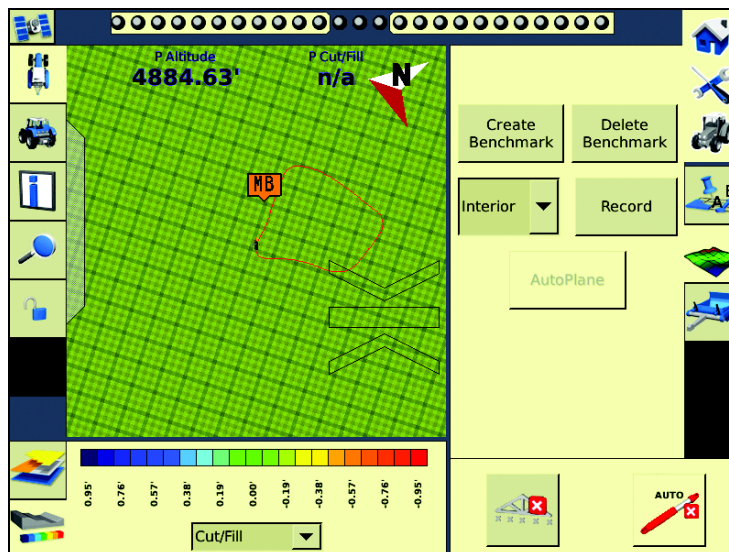 P Altitude
4884.63'
P Cut/Fill
n/a
N
MB
Create
Benchmark
Delete
Benchmark
Interior
Record
AutoPlane
A
B
0.95'
0.76'
0.57'
0.38'
0.19'
0.00'
-0.19'
-0.38'
-0.57'
-0.76'
-0.95'
Cut/Fill
AUTO